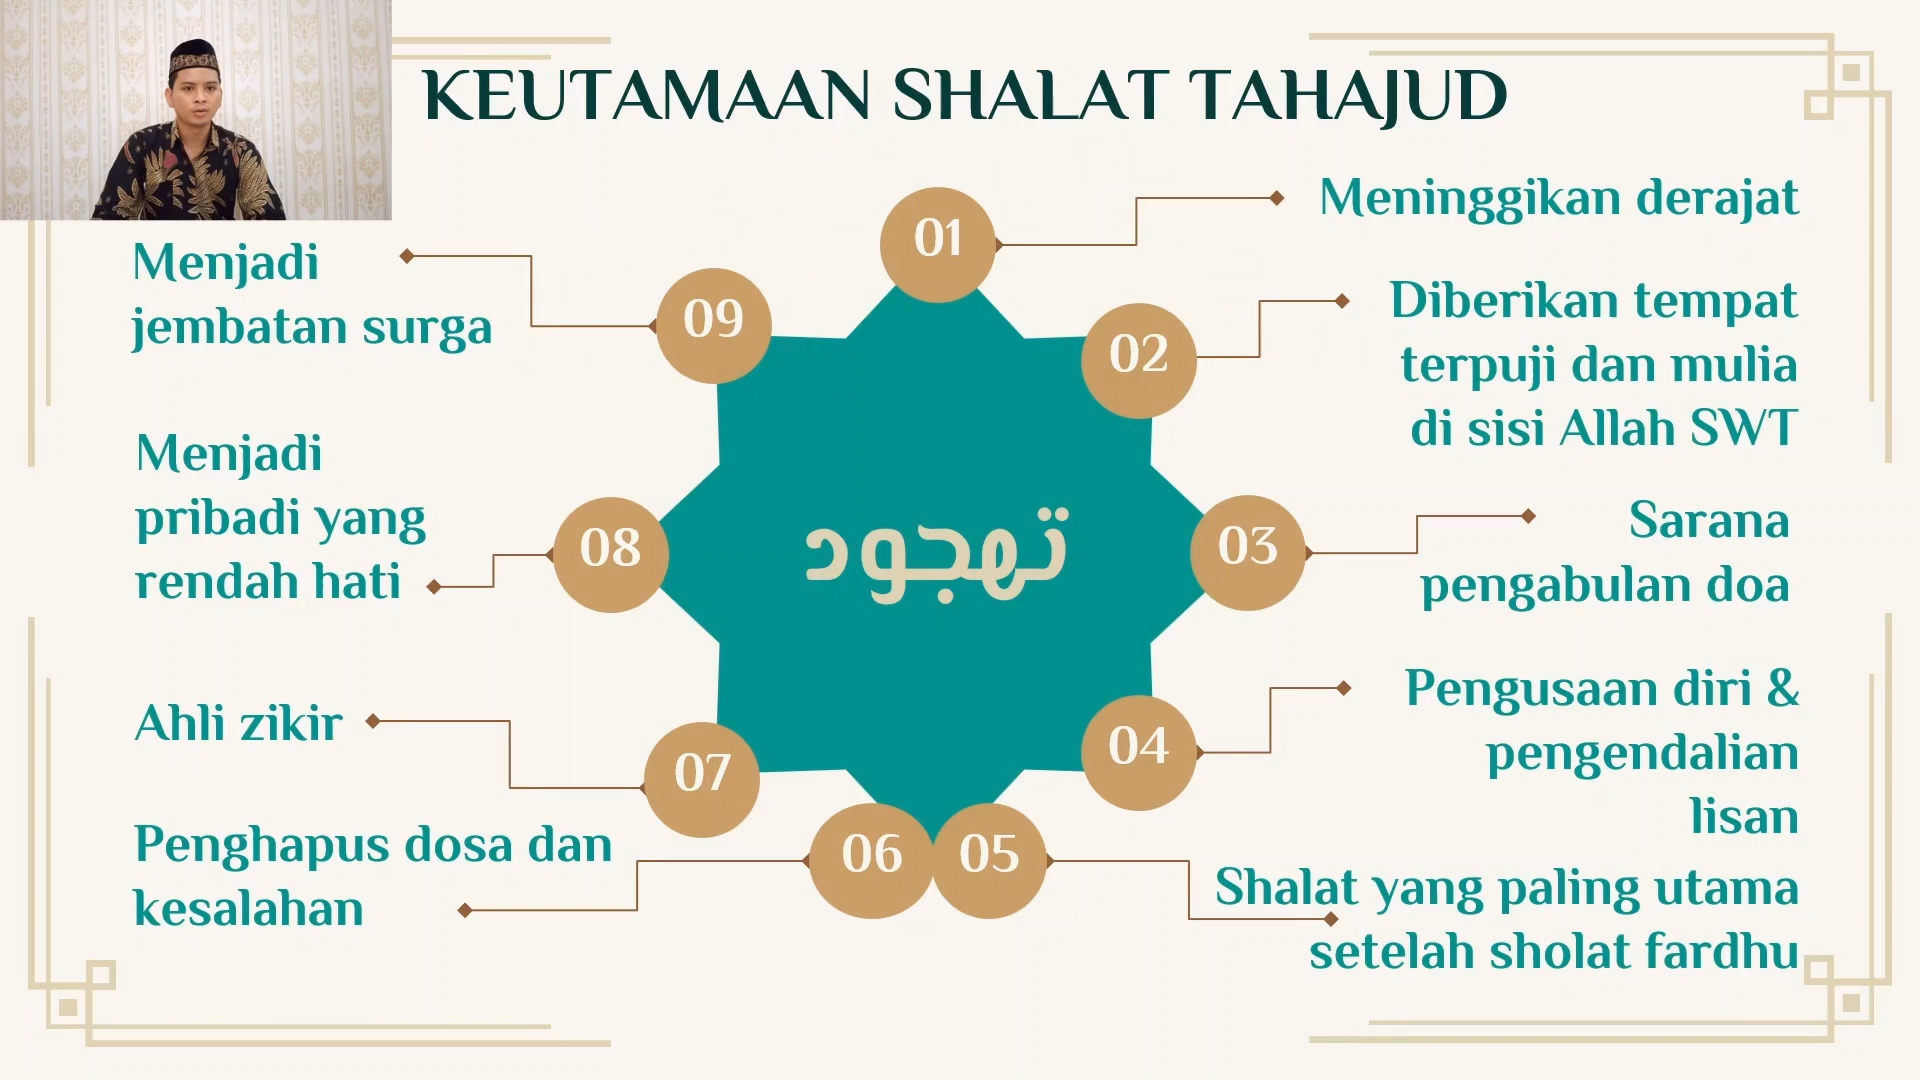 KEUTAMAAN SHALAT TAHAJUD
01
Meninggikan derajat
02
Diberikan tempat
terpuji dan mulia
di sisi Allah SWT
03
Sarana
pengabulan doa
04
Pengusaan diri &
pengendalian
lisan
05
Shalat yang paling utama
setelah sholat fardhu
06
Penghapus dosa dan
kesalahan
07
Ahli zikir
08
Menjadi
pribadi yang
rendah hati
09
Menjadi
jembatan surga
تهجود